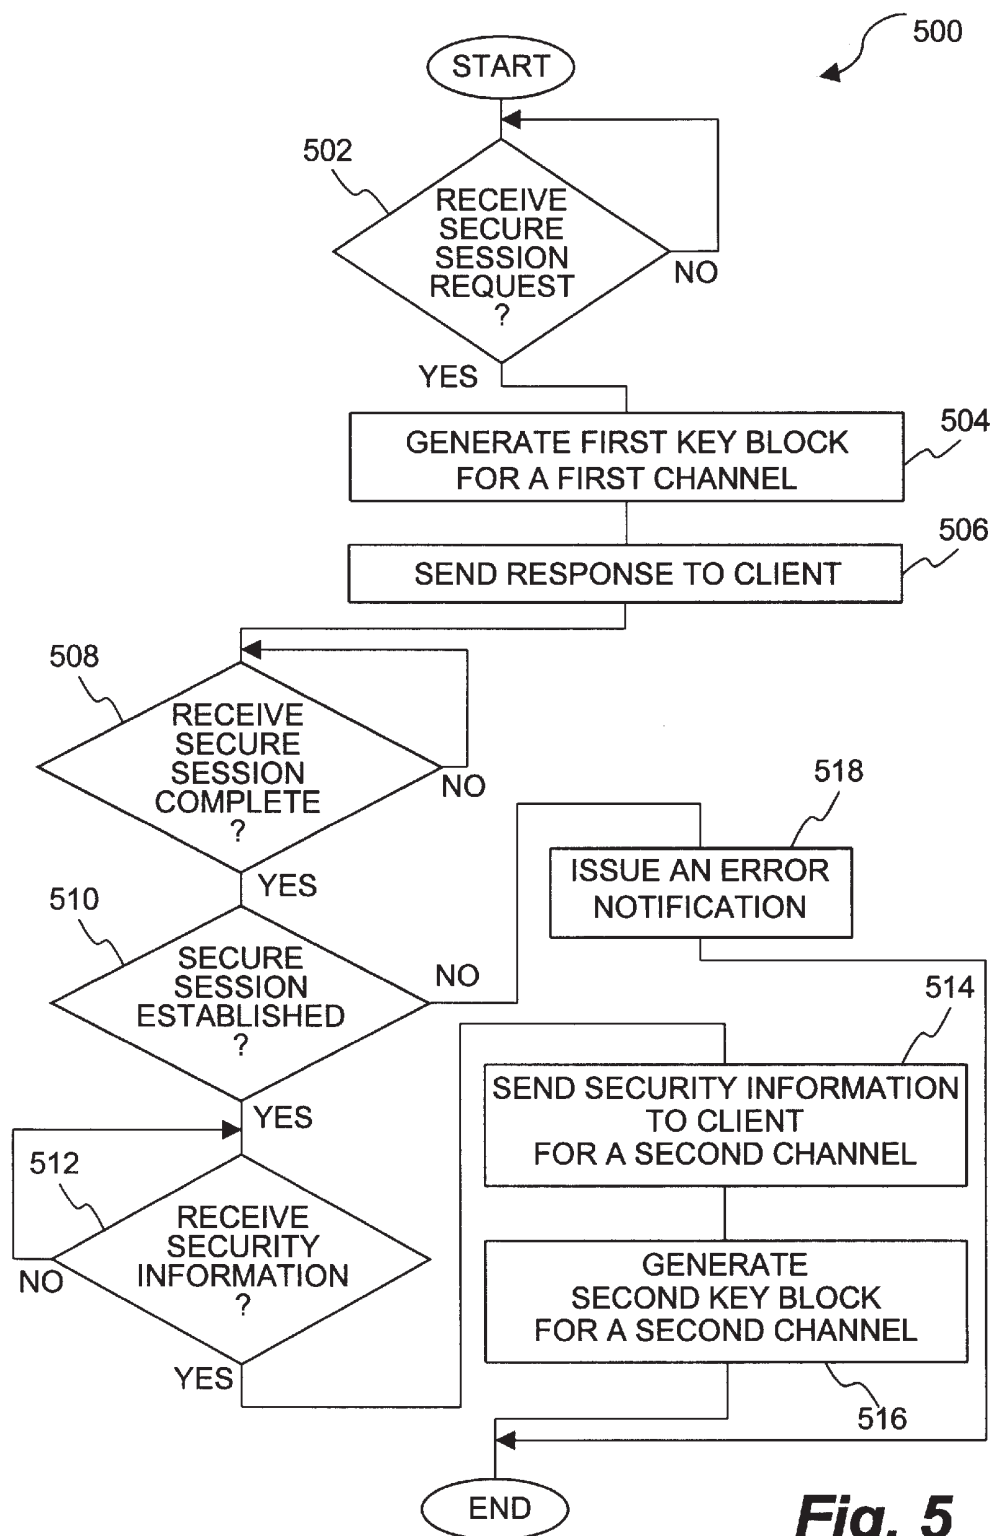 500
START
502
RECEIVE
SECURE
SESSION
REQUEST
?
NO
YES
504
GENERATE FIRST KEY BLOCK
FOR A FIRST CHANNEL
506
SEND RESPONSE TO CLIENT
508
RECEIVE
SECURE
SESSION
COMPLETE
?
NO
YES
518
ISSUE AN ERROR
NOTIFICATION
510
SECURE
SESSION
ESTABLISHED
?
NO
YES
514
SEND SECURITY INFORMATION
TO CLIENT
FOR A SECOND CHANNEL
512
RECEIVE
SECURITY
INFORMATION
?
NO
YES
GENERATE
SECOND KEY BLOCK
FOR A SECOND CHANNEL
516
END
Fig. 5